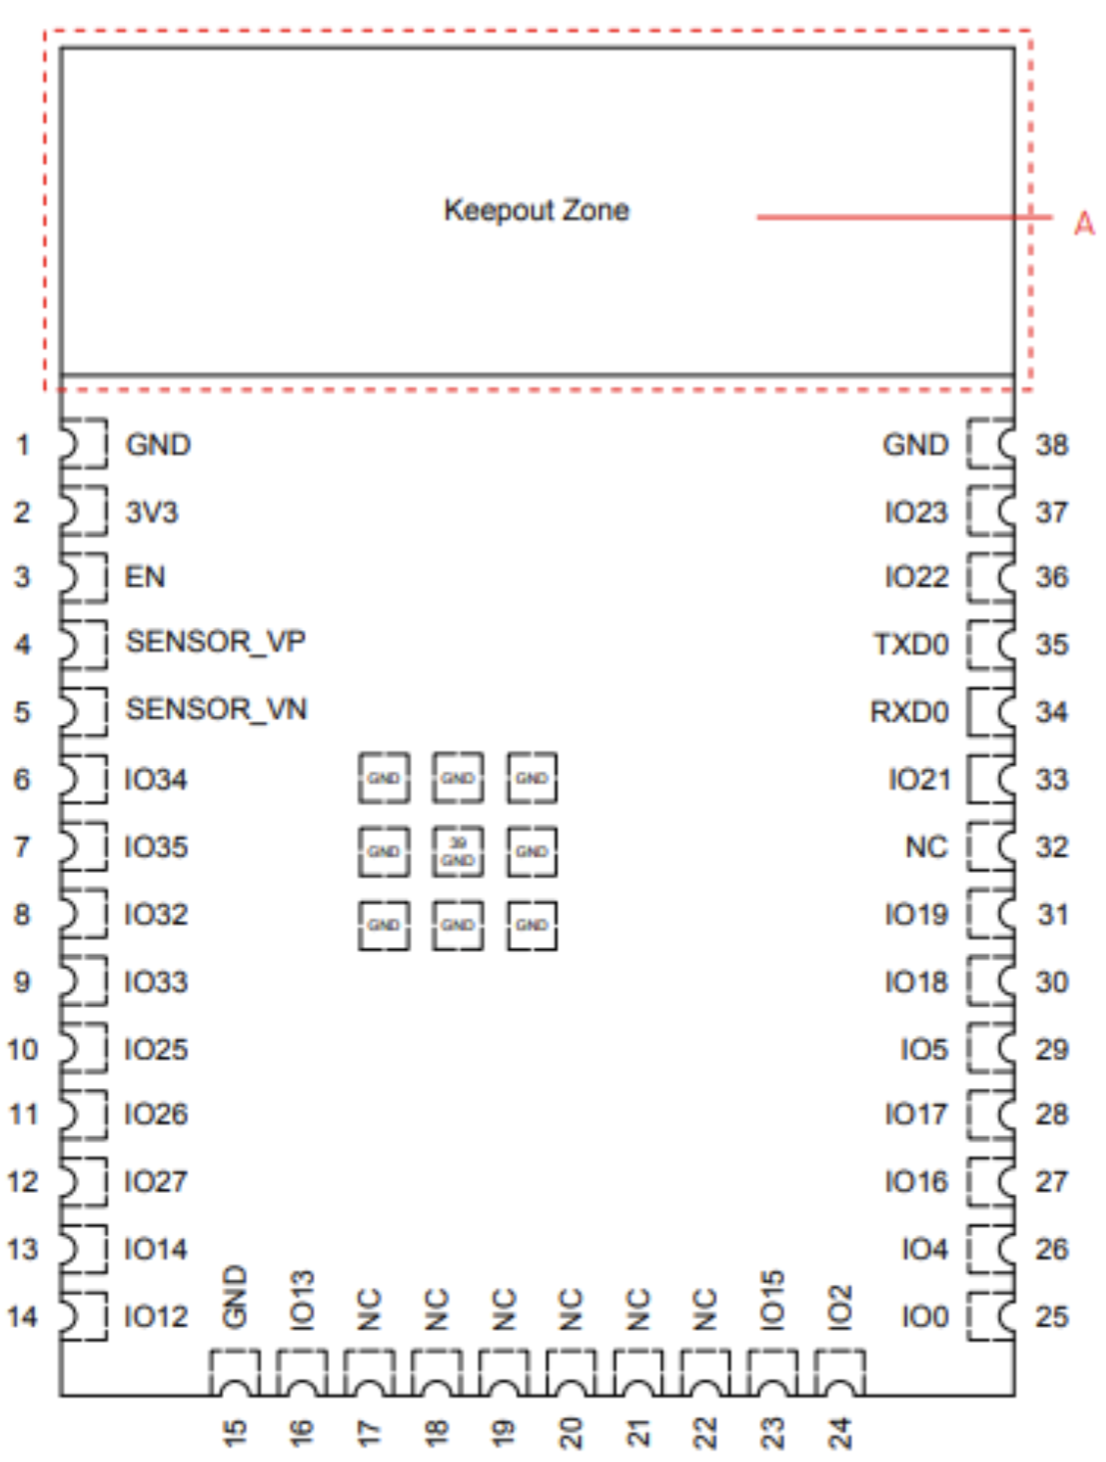 Keepout Zone
A
1 GND GND 38
2 3V3 IO23 37
3 EN IO22 36
4 SENSOR_VP TXD0 35
5 SENSOR_VN RXD0 34
6 IO34 GND GND GND IO21 33
7 IO35 GND 39 GND GND NC 32
8 IO32 GND GND GND IO19 31
9 IO33 IO18 30
10 IO25 IO5 29
11 IO26 IO17 28
12 IO27 IO16 27
13 IO14 IO4 26
14 IO12 IO0 25
GND IO13 NC NC NC NC NC NC IO15 IO2
15 16 17 18 19 20 21 22 23 24